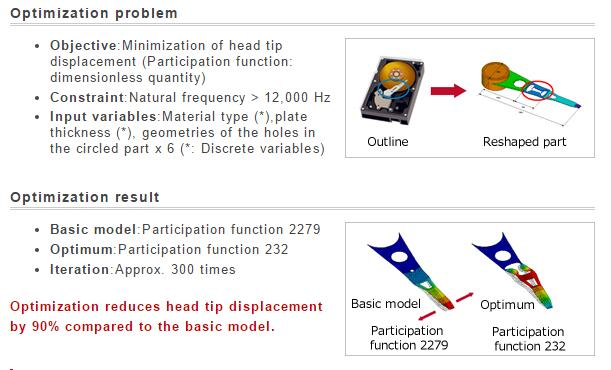 Optimization problem
• Objective:Minimization of head tip
displacement (Participation function:
dimensionless quantity)
• Constraint:Natural frequency > 12,000 Hz
• Input variables:Material type (*),plate
thickness (*), geometries of the holes in
the circled part x 6 (*: Discrete variables)
Outline
Reshaped part
Optimization result
• Basic model:Participation function 2279
• Optimum:Participation function 232
• Iteration:Approx. 300 times
Optimization reduces head tip displacement
by 90% compared to the basic model.
Basic model
Optimum
Participation
function 2279
Participation
function 232
-